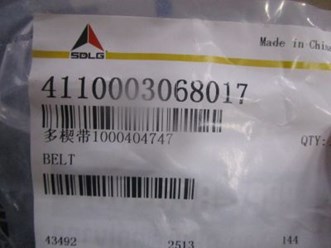 SDLG
Made in China
4110003068017
多楔带1000404747
QTY:
BELT
43492 2513 144